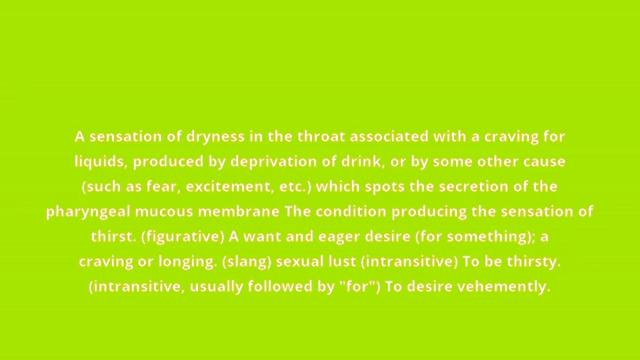 A sensation of dryness in the throat associated with a craving for
liquids, produced by deprivation of drink, or by some other cause
(such as fear, excitement, etc.) which spots the secretion of the
pharyngeal mucous membrane The condition producing the sensation of
thirst. (figurative) A want and eager desire (for something); a
craving or longing. (slang) sexual lust (intransitive) To be thirsty.
(intransitive, usually followed by "for") To desire vehemently.